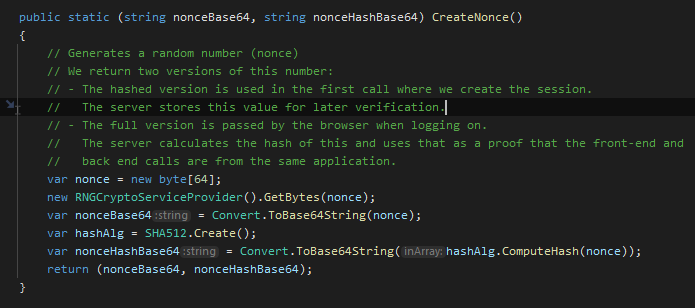 public static (string nonceBase64, string nonceHashBase64) CreateNonce()
{
// Generates a random number (nonce)
// We return two versions of this number:
// - The hashed version is used in the first call where we create the session.
//   The server stores this value for later verification.
// - The full version is passed by the browser when logging on.
//   The server calculates the hash of this and uses that as a proof that the front-end and
//   back end calls are from the same application.
var nonce = new byte[64];
new RNGCryptoServiceProvider().GetBytes(nonce);
var nonceBase64 :string = Convert.ToBase64String(nonce);
var hashAlg = SHA512.Create();
var nonceHashBase64 :string = Convert.ToBase64String( inArray: hashAlg.ComputeHash(nonce));
return (nonceBase64, nonceHashBase64);
}